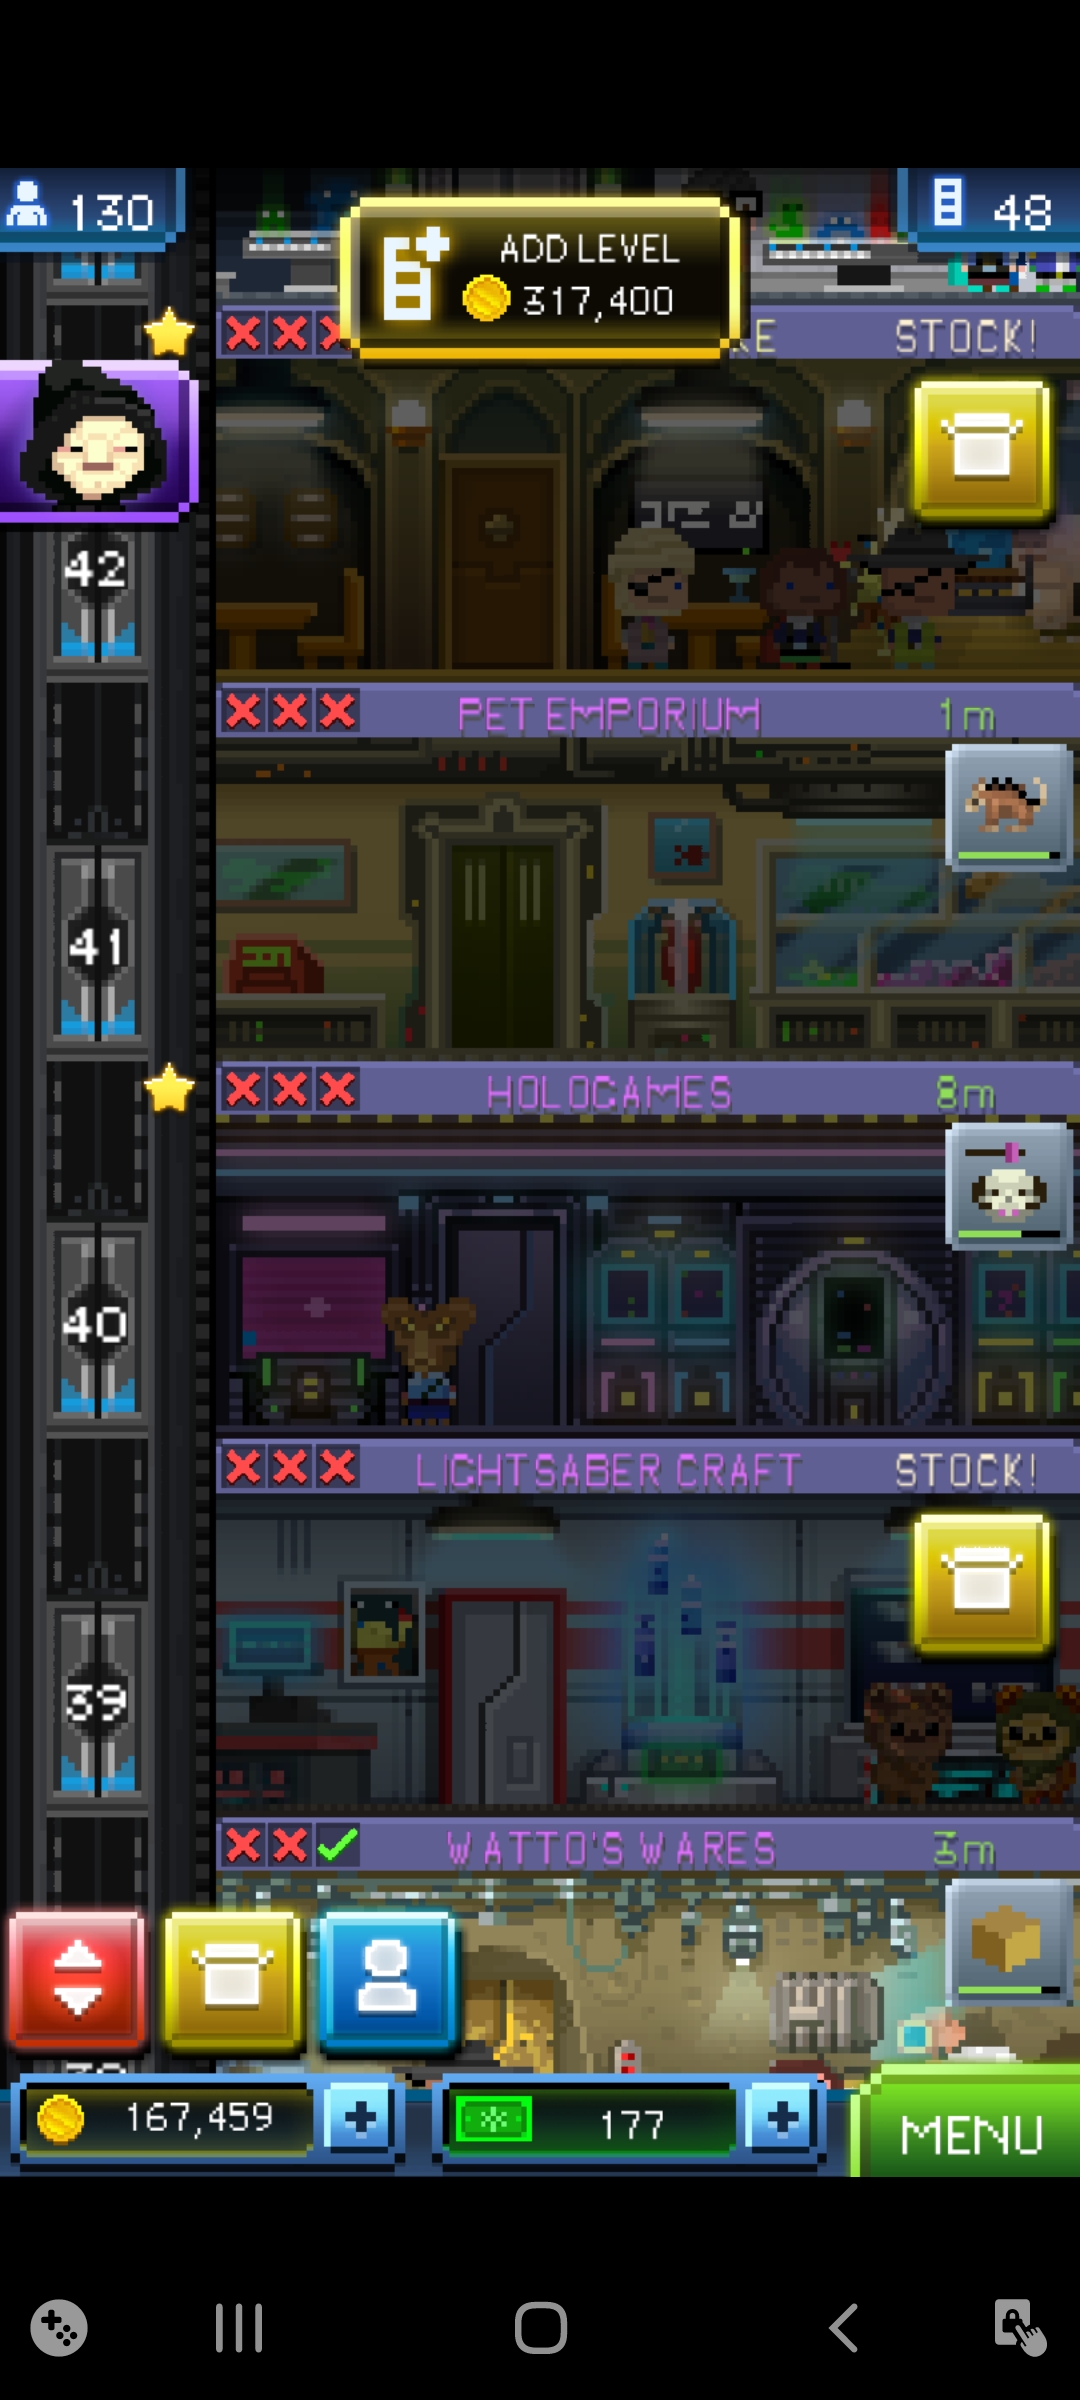 130
48
ADD LEVEL
317,400
KE STOCK!
42
PET EMPORIUM 1m
41
HOLOGAMES 8m
40
LIGHTSABER CRAFT STOCK!
39
WATTO'S WARES 3m
167,459
177
MENU